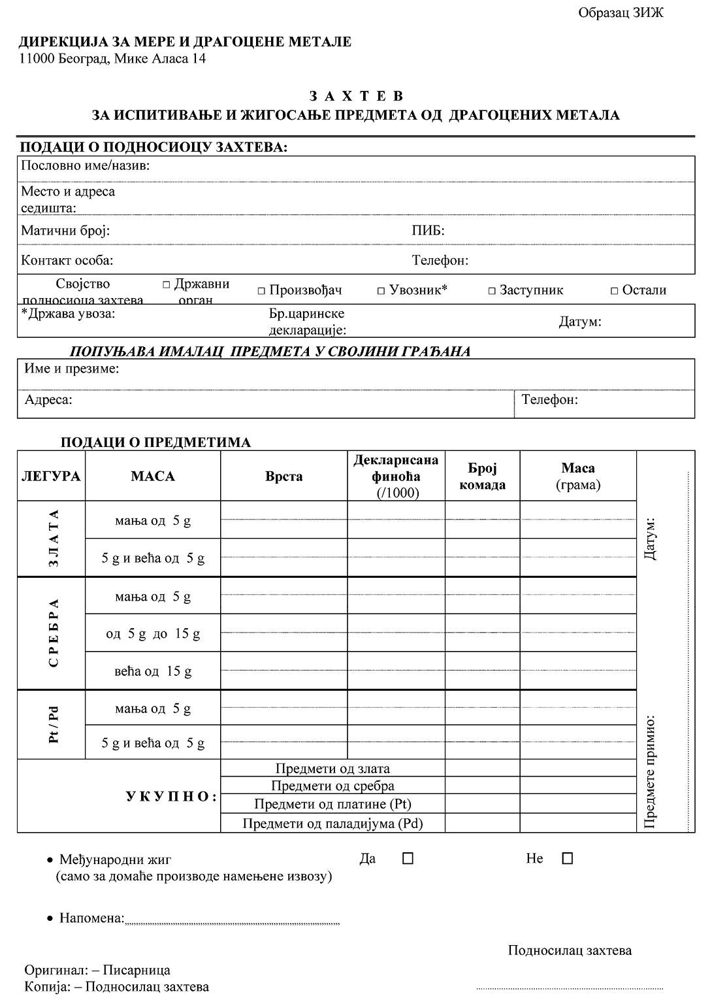 Образац ЗИЖ
ДИРЕКЦИЈА ЗА МЕРЕ И ДРАГОЦЕНЕ МЕТАЛЕ
11000 Београд, Мике Аласа 14
З А Х Т Е В
ЗА ИСПИТИВАЊЕ И ЖИГОСАЊЕ ПРЕДМЕТА ОД ДРАГОЦЕНИХ МЕТАЛА
ПОДАЦИ О ПОДНОСИОЦУ ЗАХТЕВА:
Пословно име/назив:
Место и адреса
седишта:
Матични број: ПИБ:
Контакт особа: Телефон:
Својство
подносиоца захтева
□ Државни
орган
□ Произвођач □ Увозник* □ Заступник □ Остали
*Држава увоза:
Бр.царинске
декларације:
Датум:
ПОПУЊАВА ИМАЛАЦ ПРЕДМЕТА У СВОЈИНИ ГРАЂАНА
Име и презиме:
Адреса: Телефон:
ПОДАЦИ О ПРЕДМЕТИМА
ЛЕГУРА
МАСА
Врста
Декларисана
финоћа
(/1000)
Број
комада
Маса
(грама)
З Л А Т А
мања од 5 g
5 g и већа од 5 g
С Р Е Б Р А
мања од 5 g
од 5 g до 15 g
већа од 15 g
Pt / Pd
мања од 5 g
5 g и већа од 5 g
У К У П Н О :
Предмети од злата
Предмети од сребра
Предмети од платине (Pt)
Предмети од паладијума (Pd)
Предмете примио: Датум:
• Међународни жиг Да □ Не □
(само за домаће производе намењене извозу)
• Напомена:
Подносилац захтева
Оригинал: – Писарница
Копија: – Подносилац захтева